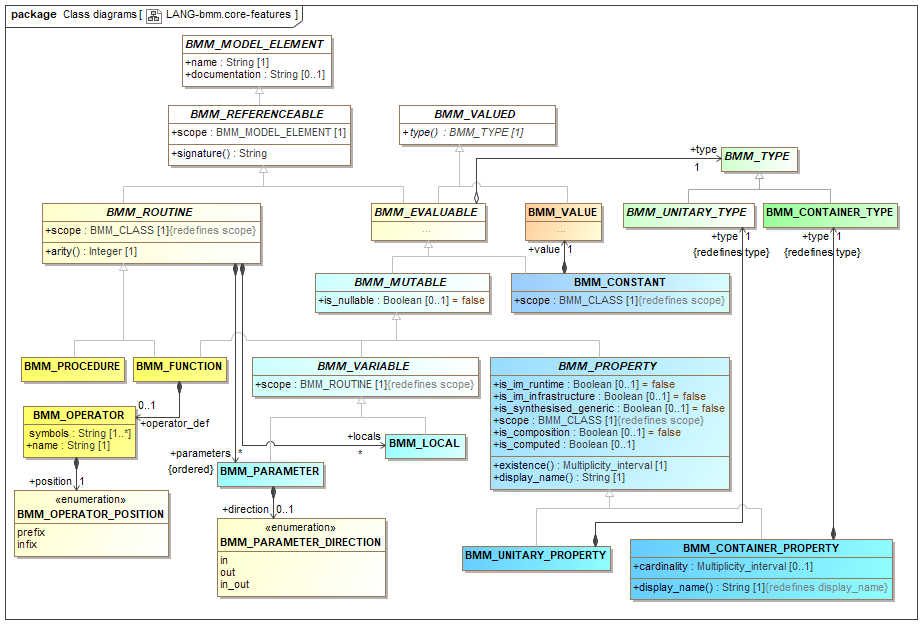 package Class diagrams [ LANG-bmm.core-features ]
BMM_MODEL_ELEMENT
+name : String [1]
+documentation : String [0..1]
BMM_REFERENCEABLE
+scope : BMM_MODEL_ELEMENT [1]
+signature() : String
BMM_VALUED
+type() : BMM_TYPE [1]
+type
1
BMM_TYPE
BMM_ROUTINE
+scope : BMM_CLASS [1]{redefines scope}
+arity() : Integer [1]
BMM_EVALUABLE
...
BMM_VALUE
...
BMM_UNITARY_TYPE
BMM_CONTAINER_TYPE
+type 1
{redefines type}
+type 1
{redefines type}
+value 1
BMM_MUTABLE
+is_nullable : Boolean [0..1] = false
BMM_CONSTANT
+scope : BMM_CLASS [1]{redefines scope}
BMM_PROCEDURE
BMM_FUNCTION
BMM_VARIABLE
+scope : BMM_ROUTINE [1]{redefines scope}
BMM_PROPERTY
+is_im_runtime : Boolean [0..1] = false
+is_im_infrastructure : Boolean [0..1] = false
+is_synthesised_generic : Boolean [0..1] = false
+scope : BMM_CLASS [1]{redefines scope}
+is_composition : Boolean [0..1] = false
+is_computed : Boolean [0..1]
+existence() : Multiplicity_interval [1]
+display_name() : String [1]
0..1
+operator_def
BMM_OPERATOR
symbols : String [1..*]
+name : String [1]
+position 1
«enumeration»
BMM_OPERATOR_POSITION
prefix
infix
+locals
*
BMM_LOCAL
+parameters *
{ordered}
BMM_PARAMETER
+direction 0..1
«enumeration»
BMM_PARAMETER_DIRECTION
in
out
in_out
BMM_UNITARY_PROPERTY
BMM_CONTAINER_PROPERTY
+cardinality : Multiplicity_interval [0..1]
+display_name() : String [1]{redefines display_name}